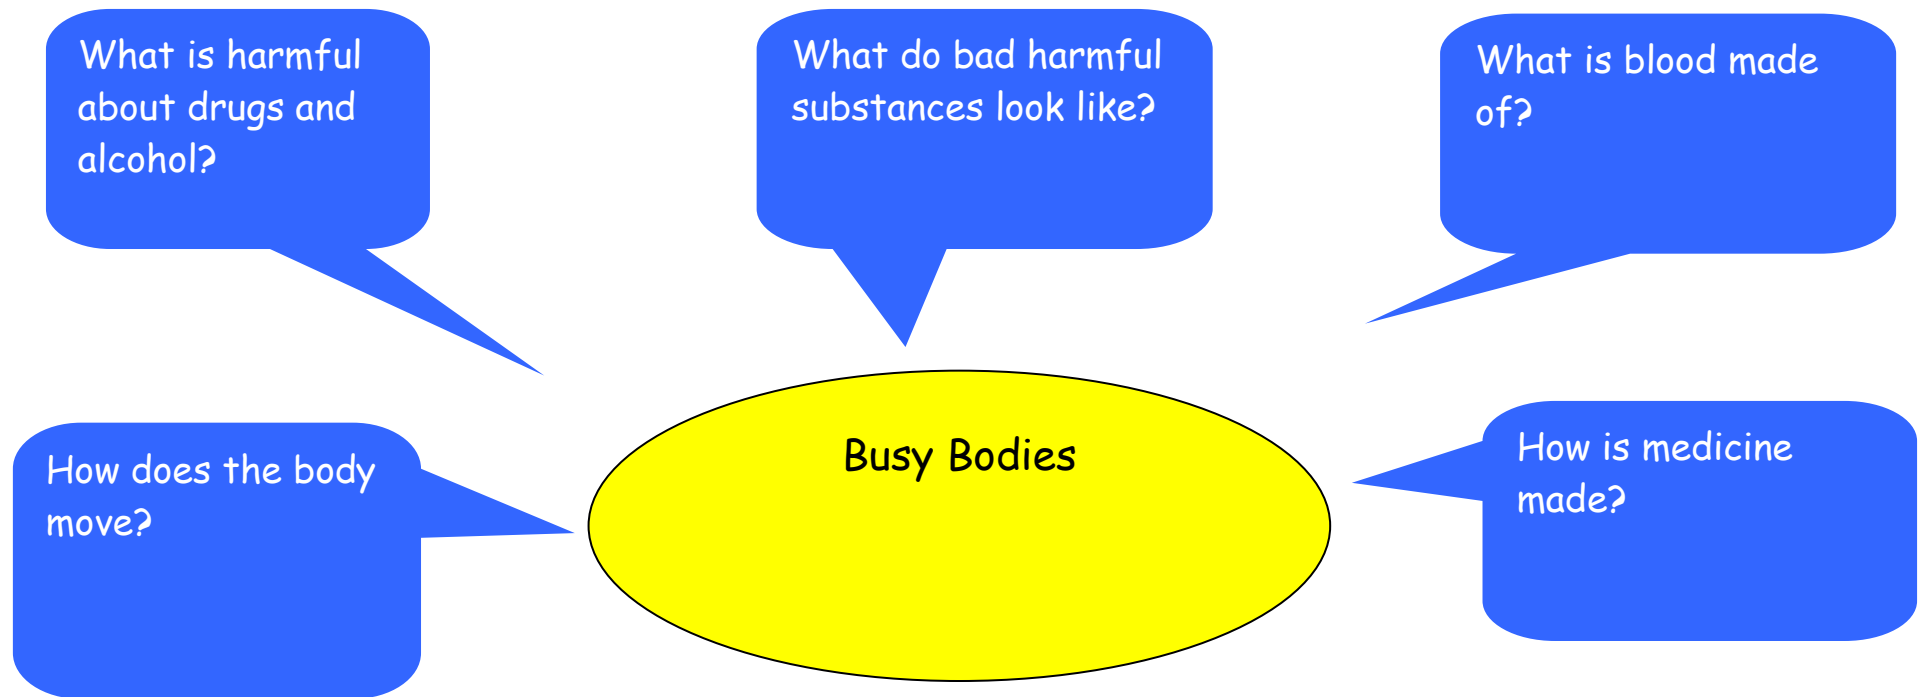 What is harmful
about drugs and
alcohol?
What do bad harmful
substances look like?
What is blood made
of?
How does the body
move?
Busy Bodies
How is medicine
made?